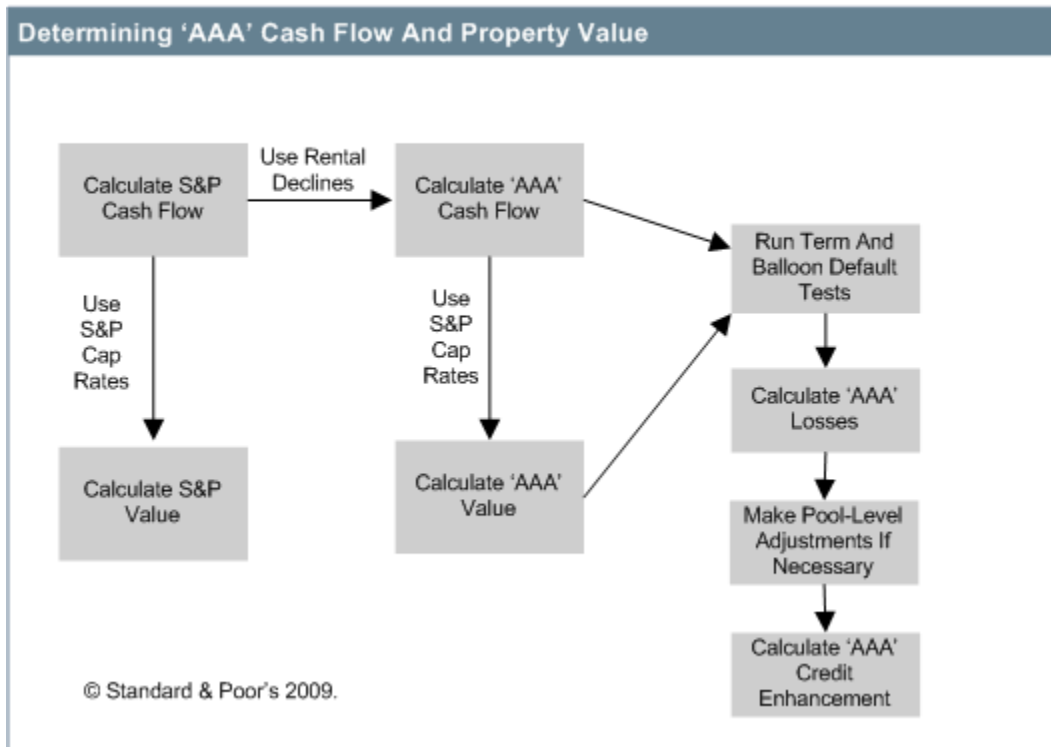 Determining ‘AAA’ Cash Flow And Property Value
Calculate S&P
Cash Flow
Use Rental
Declines
Calculate ‘AAA’
Cash Flow
Run Term And
Balloon Default
Tests
Use
S&P
Cap
Rates
Use
S&P
Cap
Rates
Calculate ‘AAA’
Losses
Calculate S&P
Value
Calculate ‘AAA’
Value
Make Pool-Level
Adjustments If
Necessary
Calculate ‘AAA’
Credit
Enhancement
© Standard & Poor’s 2009.